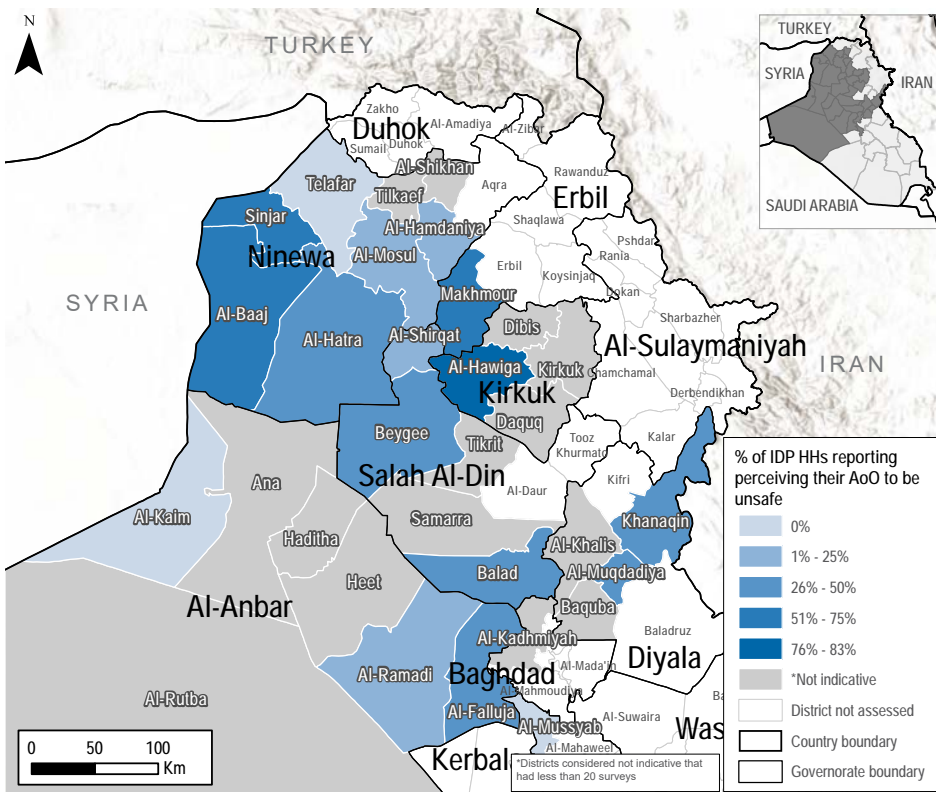 N
TURKEY
TURKEY
SYRIA
IRAN
SAUDI ARABIA
Zakho
Al-Amadiya
Al-Zibar
Duhok
Sumail
Duhok
Al-Shikhan
Aqra
Rawanduz
Telafar
Tilkaef
Erbil
Sinjar
Al-Hamdaniya
Shaqlawa
Pshdar
Ninewa
Al-Mosul
Rania
Erbil
Koysinjaq
SYRIA
Makhmour
Dokan
Al-Baaj
Al-Hatra
Al-Shirqat
Dibis
Sharbazher
Al-Sulaymaniyah
IRAN
Al-Hawiga
Kirkuk
Chamchamal
Kirkuk
Derbendikhan
Daquq
Beygee
Tikrit
Tooz
Khurmato
Kalar
Salah Al-Din
Kifri
Ana
Al-Daur
Al-Kaim
Samarra
Khanaqin
Haditha
Al-Khalis
Heet
Balad
Al-Muqdadiya
Al-Anbar
Baquba
Al-Kadhmiyah
Baladruz
Al-Ramadi
Baghdad
Al-Mada'in
Diyala
Al-Rutba
Al-Mahmoudiya
Al-Falluja
Al-Mussyab
Al-Suwaira
Was
Ba
Kerbala
Al-Mahaweel
% of IDP HHs reporting
perceiving their AoO to be
unsafe
0%
1% - 25%
26% - 50%
51% - 75%
76% - 83%
*Not indicative
District not assessed
Country boundary
Governorate boundary
0 50 100
Km
*Districts considered not indicative that
had less than 20 surveys